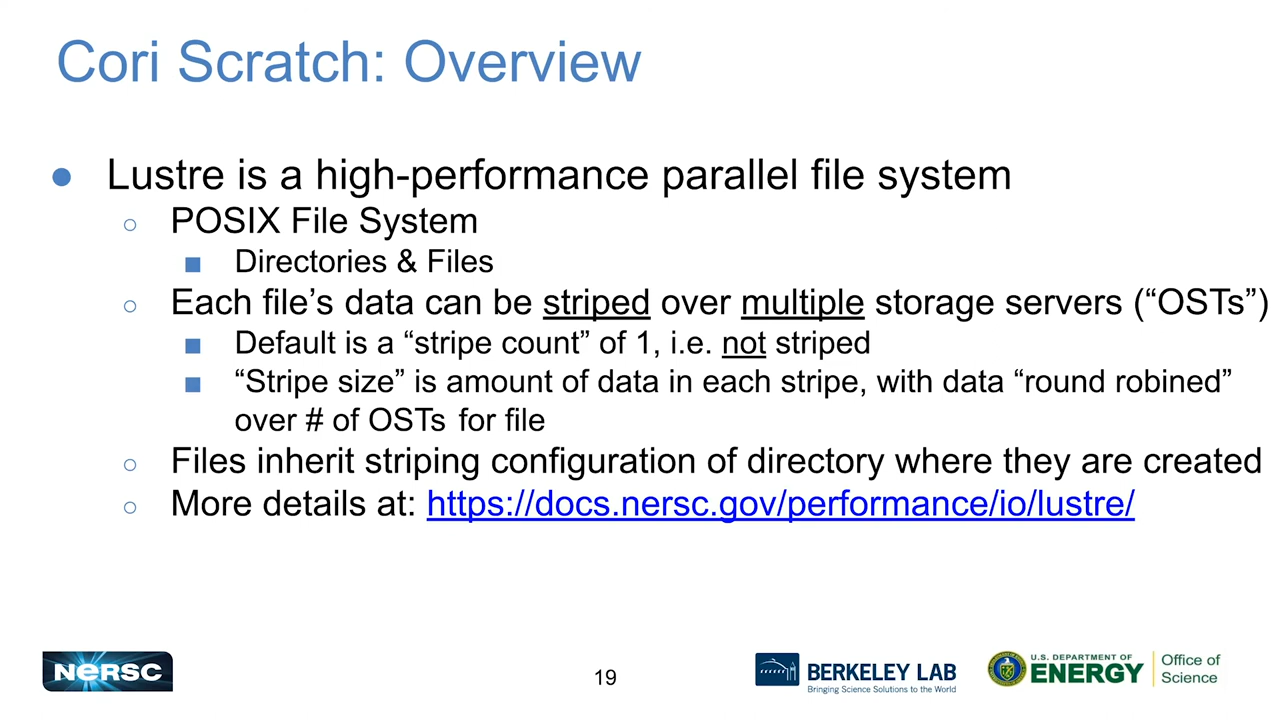 Cori Scratch: Overview
● Lustre is a high-performance parallel file system
○ POSIX File System
■ Directories & Files
○ Each file’s data can be striped over multiple storage servers (“OSTs”)
■ Default is a “stripe count” of 1, i.e. not striped
■ “Stripe size” is amount of data in each stripe, with data “round robined”
over # of OSTs for file
○ Files inherit striping configuration of directory where they are created
○ More details at: https://docs.nersc.gov/performance/io/lustre/
NERSC
19
BERKELEY LAB
Bringing Science Solutions to the World
U.S. DEPARTMENT OF
ENERGY
Office of
Science